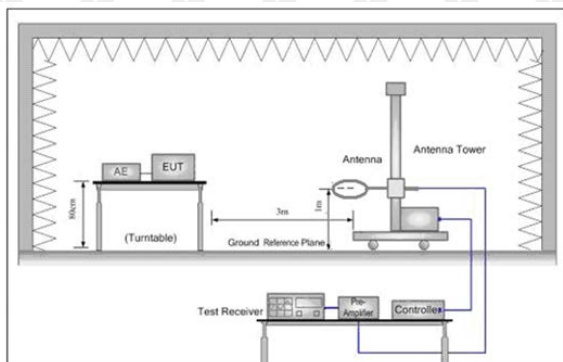 AE
EUT
80cm
(Turntable)
3m
1m
Ground Reference Plane
Antenna
Antenna Tower
Test Receiver
Pre-
Amplifier
Controller